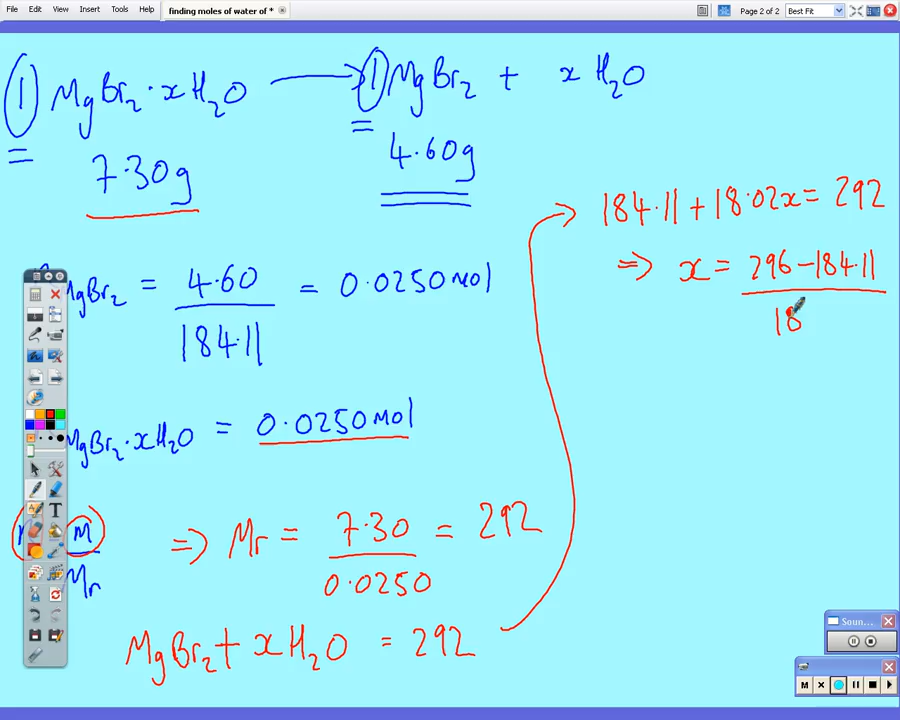 File Edit View Insert Tools Help finding moles of water of * Page 2 of 2 Best Fit
① MgBr₂·xH₂O → ① MgBr₂ + x H₂O
7.30g 4.60g
MgBr₂ = 4.60 / 184.11 = 0.0250 mol
MgBr₂·xH₂O = 0.0250 mol
M
Mr
⇒ Mr = 7.30 / 0.0250 = 292
MgBr₂ + xH₂O = 292
184.11 + 18.02x = 292
⇒ x = 296 - 184.11
18
Soun...
M